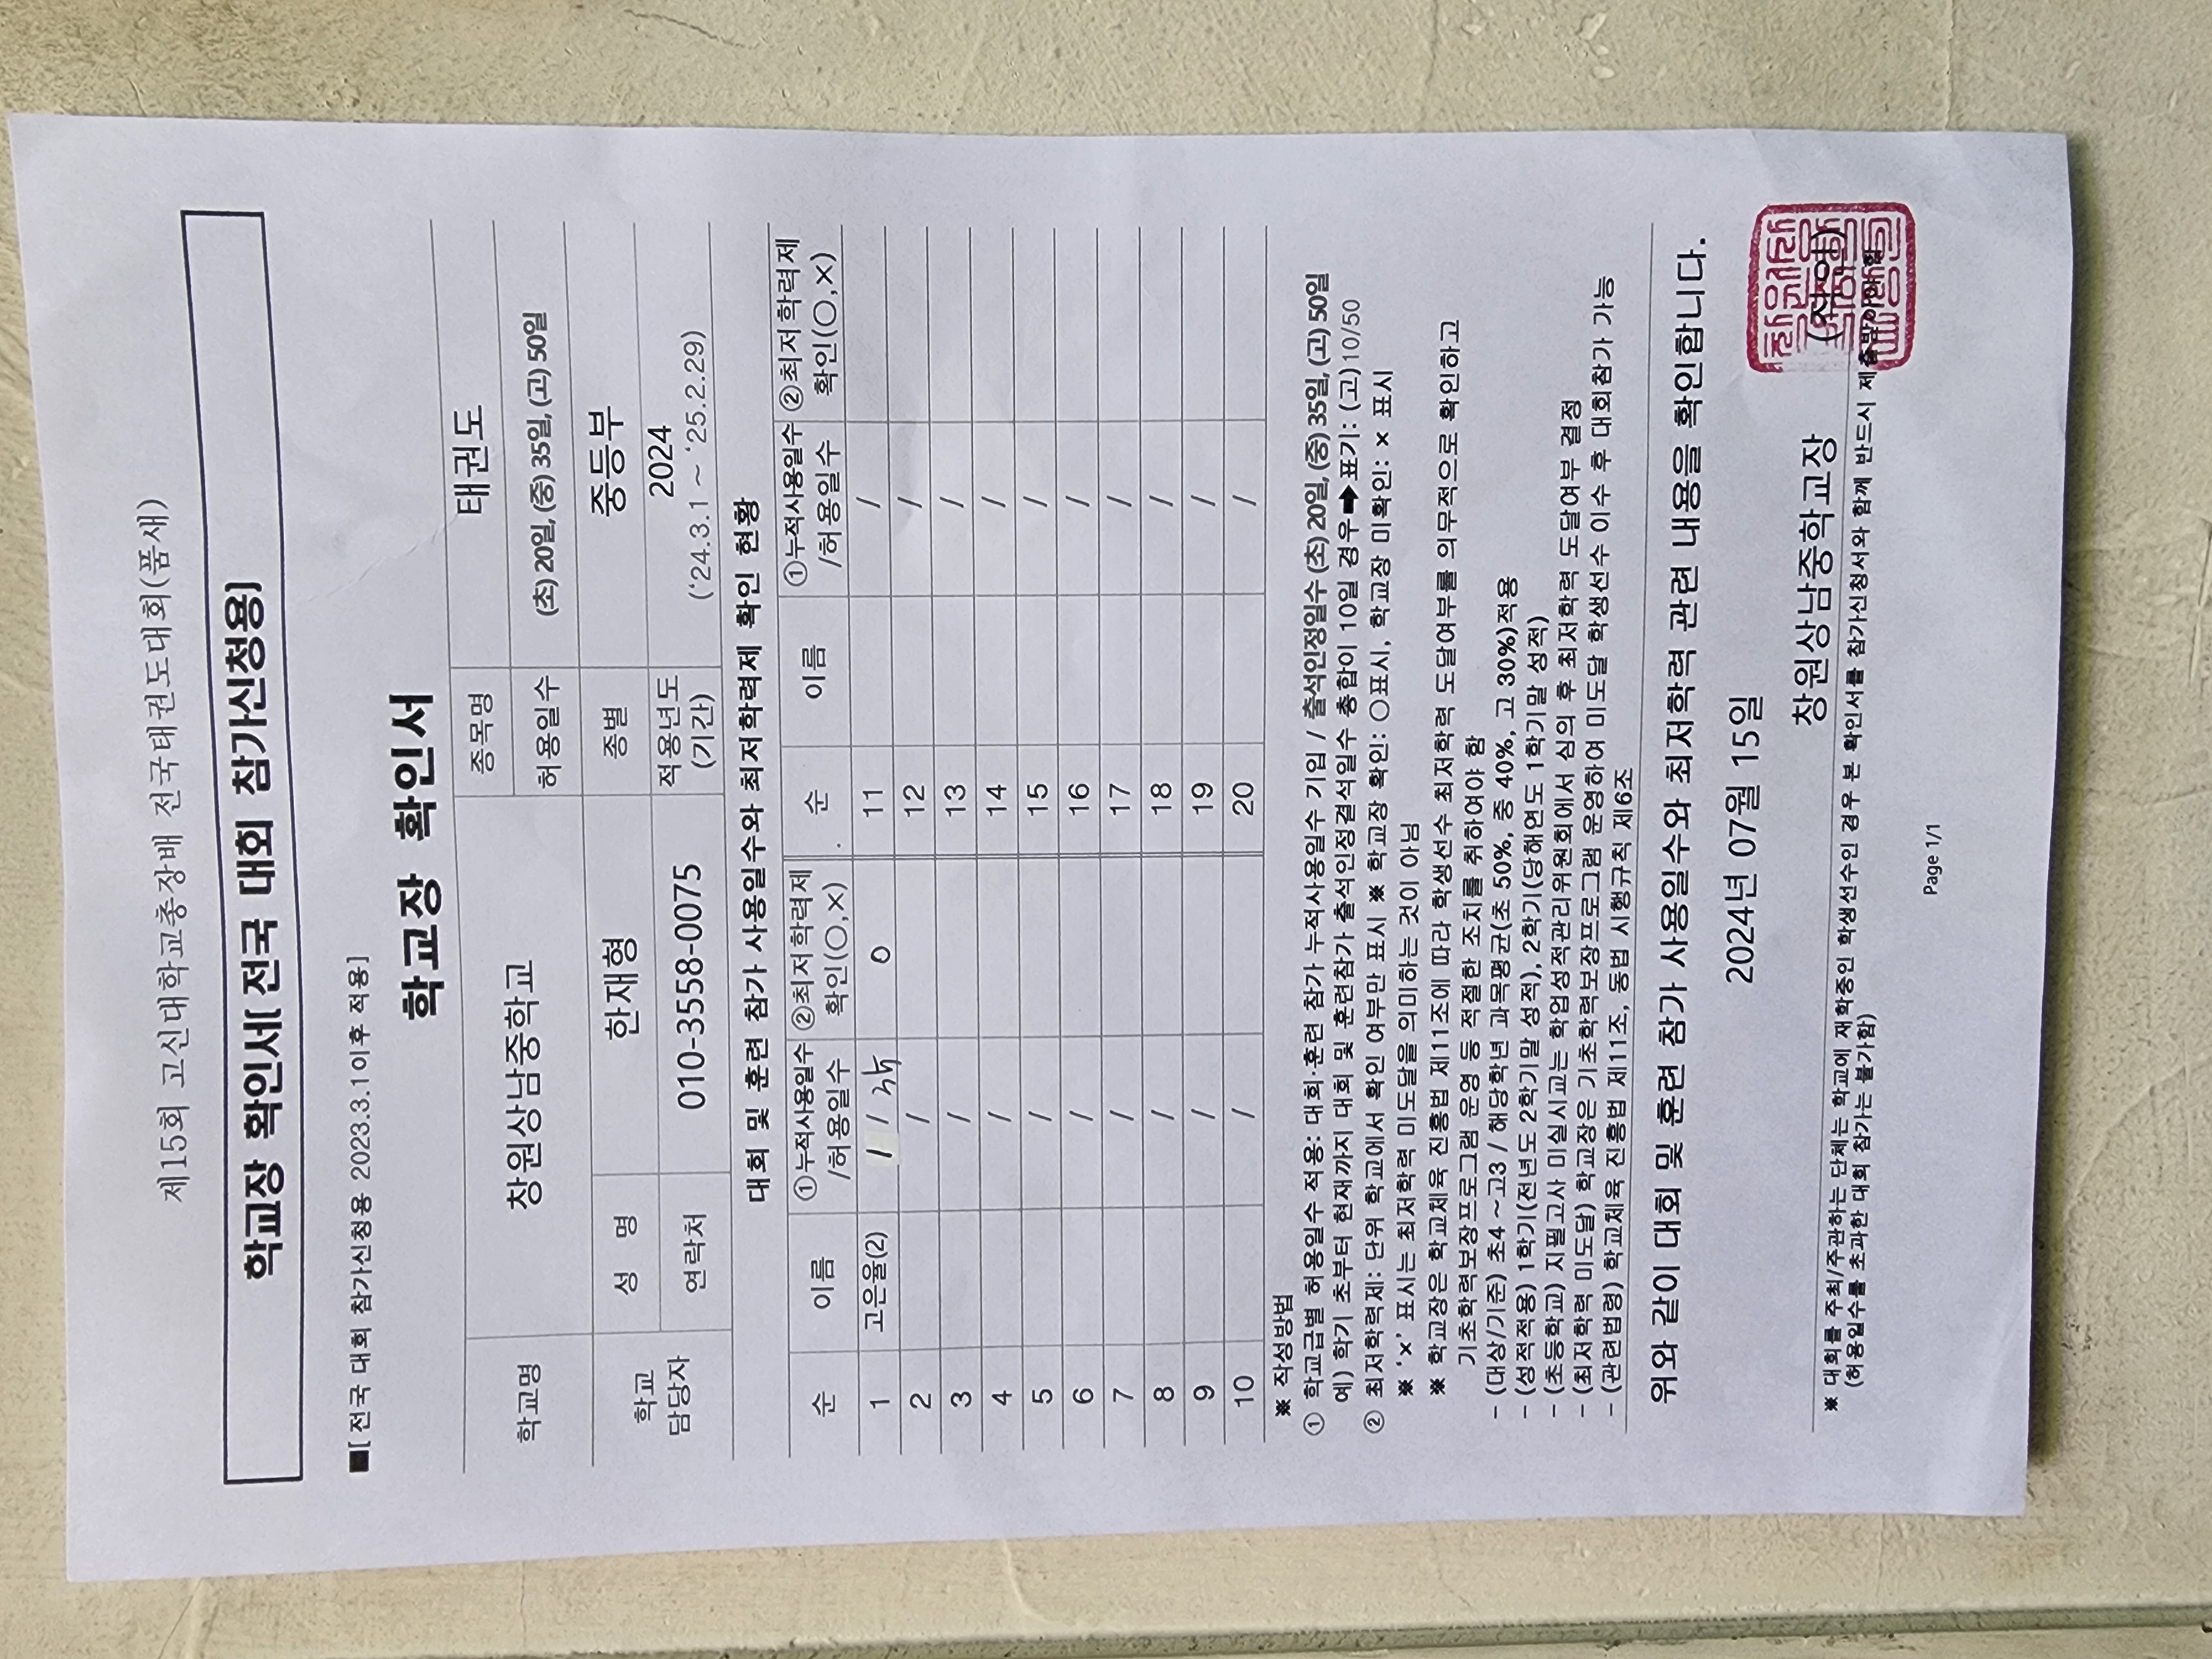 제15회 고신대학교총장배 전국태권도대회(품새)
학교장 확인서[전국 대회 참가신청용]
■[전국 대회 참가신청용 2023.3.1이후 적용]
학교장 확인서
학교명 창원상남중학교 종목명 태권도
허용일수 (초) 20일, (중) 35일, (고) 50일
학교 담당자 성 명 한재형 종별 중등부
연락처 010-3558-0075 적용년도 (기간) 2024 (‘24.3.1 ~ ‘25.2.29)
대회 및 훈련 참가 사용일수와 최저학력제 확인 현황
순 이름 ①누적사용일수 /허용일수 ②최저학력제 확인(○,×) 순 이름 ①누적사용일수 /허용일수 ②최저학력제 확인(○,×)
1 고은율(2) 1 / 35 ○ 11 /
2 / 12 /
3 / 13 /
4 / 14 /
5 / 15 /
6 / 16 /
7 / 17 /
8 / 18 /
9 / 19 /
10 / 20 /
※ 작성방법
① 학교급별 허용일수 적용: 대회·훈련 참가 누적사용일수 기입 / 출석인정일수 (초) 20일, (중) 35일, (고) 50일
예) 학기 초부터 현재까지 대회 및 훈련참가 출석인정결석일수 총합이 10일 경우➡표기: (고) 10/50
② 최저학력제: 단위 학교에서 확인 여부만 표시 ※ 학교장 확인: ○표시, 학교장 미확인: × 표시
※ ‘×’ 표시는 최저학력 미도달을 의미하는 것이 아님
※ 학교장은 학교체육 진흥법 제11조에 따라 학생선수 최저학력 도달여부를 의무적으로 확인하고
기초학력보장프로그램 운영 등 적절한 조치를 취하여야 함
- (대상/기준) 초4 ~ 고3 / 해당학년 과목평균(초 50%, 중 40%, 고 30%)적용
- (성적적용) 1학기(전년도 2학기말 성적), 2학기(당해연도 1학기말 성적)
- (초등학교) 지필고사 미실시교는 학업성적관리위원회에서 심의 후 최저학력 도달여부 결정
- (최저학력 미도달) 학교장은 기초학력보장프로그램 운영하여 미도달 학생선수 이수 후 대회참가 가능
- (관련법령) 학교체육 진흥법 제11조, 동법 시행규칙 제6조
위와 같이 대회 및 훈련 참가 사용일수와 최저학력 관련 내용을 확인합니다.
2024년 07월 15일
창원상남중학교장 (직인)
※ 대회를 주최/주관하는 단체는 학교에 재학중인 학생선수인 경우 본 확인서를 참가신청서와 함께 반드시 제출받아야 함
(허용일수를 초과한 대회 참가는 불가함)
Page 1/1